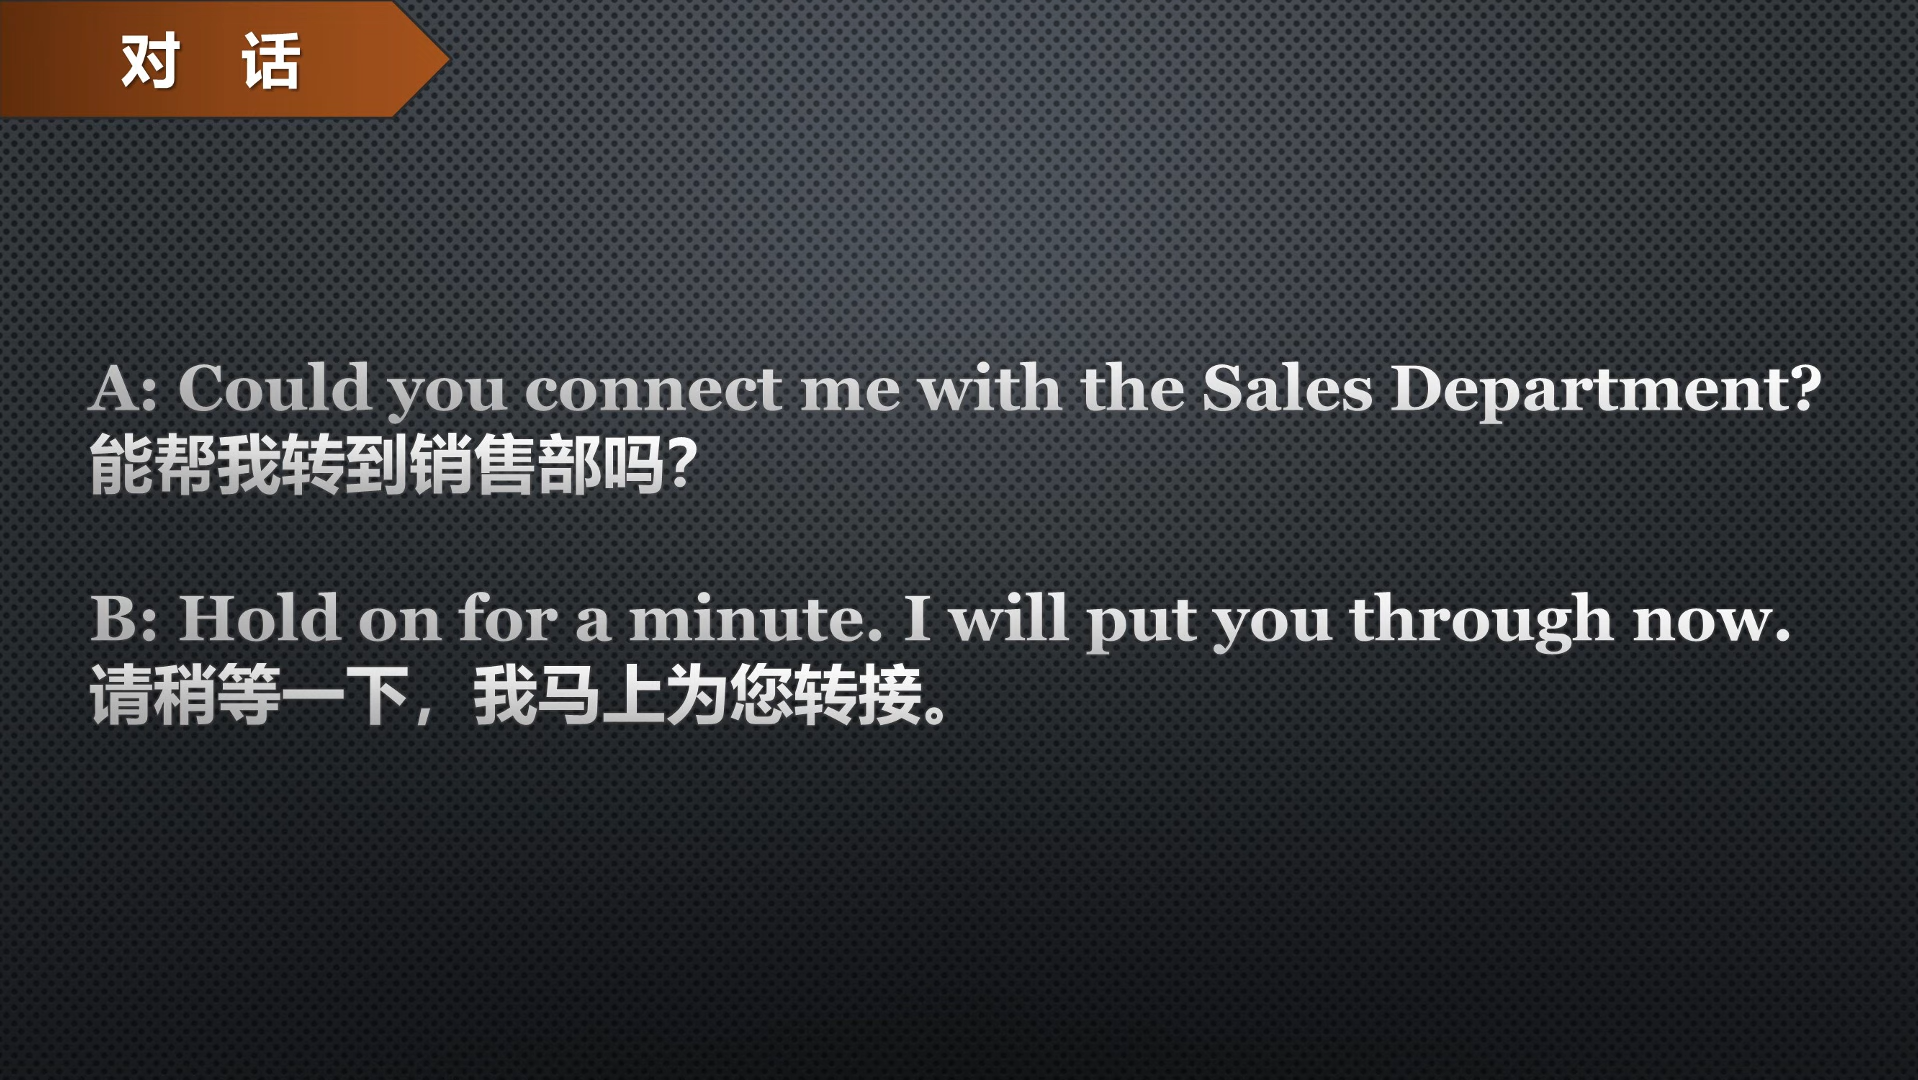 对 话
A: Could you connect me with the Sales Department?
能帮我转到销售部吗？
B: Hold on for a minute. I will put you through now.
请稍等一下，我马上为您转接。